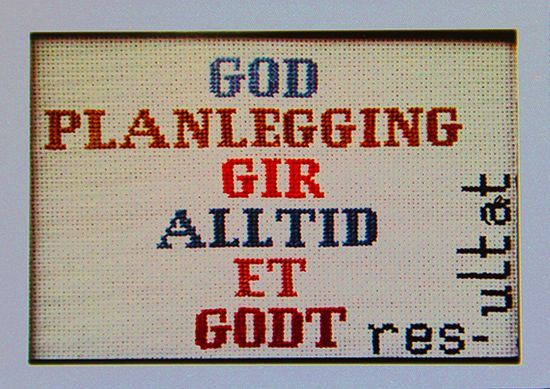 GOD
PLANLEGGING
GIR
ALLTID
ET
GODT res-
ultat